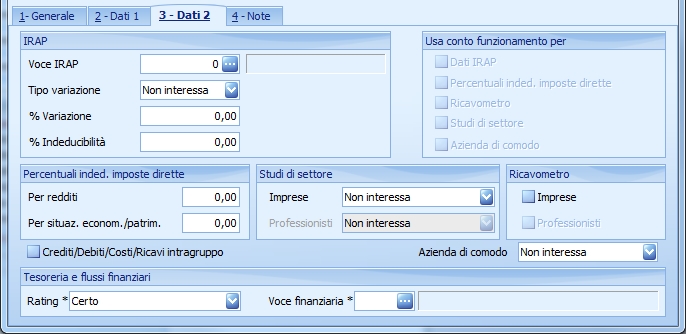 1- Generale 2 - Dati 1 3 - Dati 2 4 - Note
IRAP
Usa conto funzionamento per
Voce IRAP 0 ...
Dati IRAP
Tipo variazione Non interessa
Percentuali inded. imposte dirette
% Variazione 0,00
Ricavometro
Studi di settore
% Indeducibilità 0,00
Azienda di comodo
Percentuali inded. imposte dirette
Studi di settore
Ricavometro
Per redditi 0,00
Imprese Non interessa
Imprese
Per situaz. econom./patrim. 0,00
Professionisti Non interessa
Professionisti
Crediti/Debiti/Costi/Ricavi intragruppo
Azienda di comodo Non interessa
Tesoreria e flussi finanziari
Rating * Certo
Voce finanziaria * ...